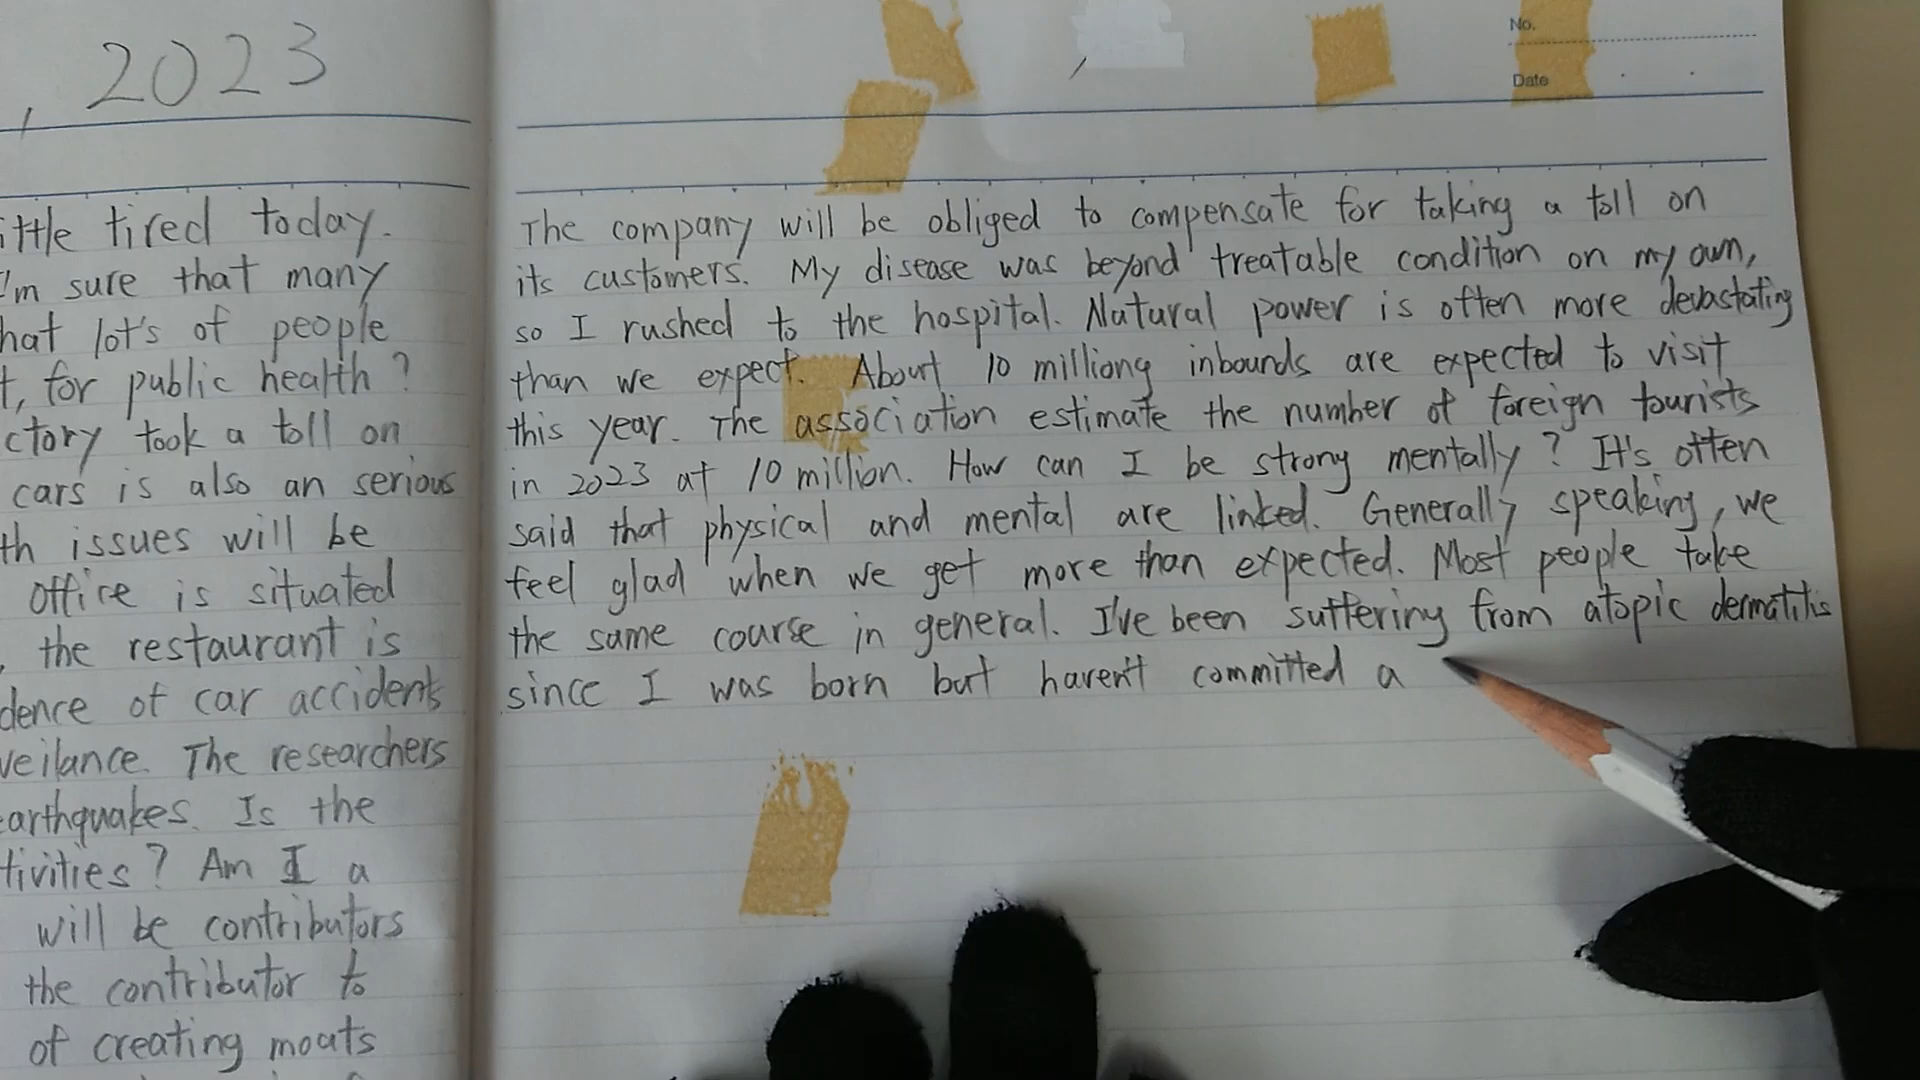 , 2023
ittle tired today.
I'm sure that many
hat lot's of people
t, for public health?
ctory took a toll on
cars is also an serious
th issues will be
office is situated
, the restaurant is
dence of car accidents
veilance. The researchers
earthquakes. Is the
tivities? Am I a
will be contributors
the contributor to
of creating moats
No.
Date
The company will be obliged to compensate for taking a toll on
its customers. My disease was beyond treatable condition on my own,
so I rushed to the hospital. Natural power is often more devastating
than we expect. About 10 milliong inbounds are expected to visit
this year. The association estimate the number of foreign tourists
in 2023 at 10 million. How can I be strong mentally? It's often
said that physical and mental are linked. Generally speaking, we
feel glad when we get more than expected. Most people take
the same course in general. I've been suffering from atopic dermatitis
since I was born but haven't committed a